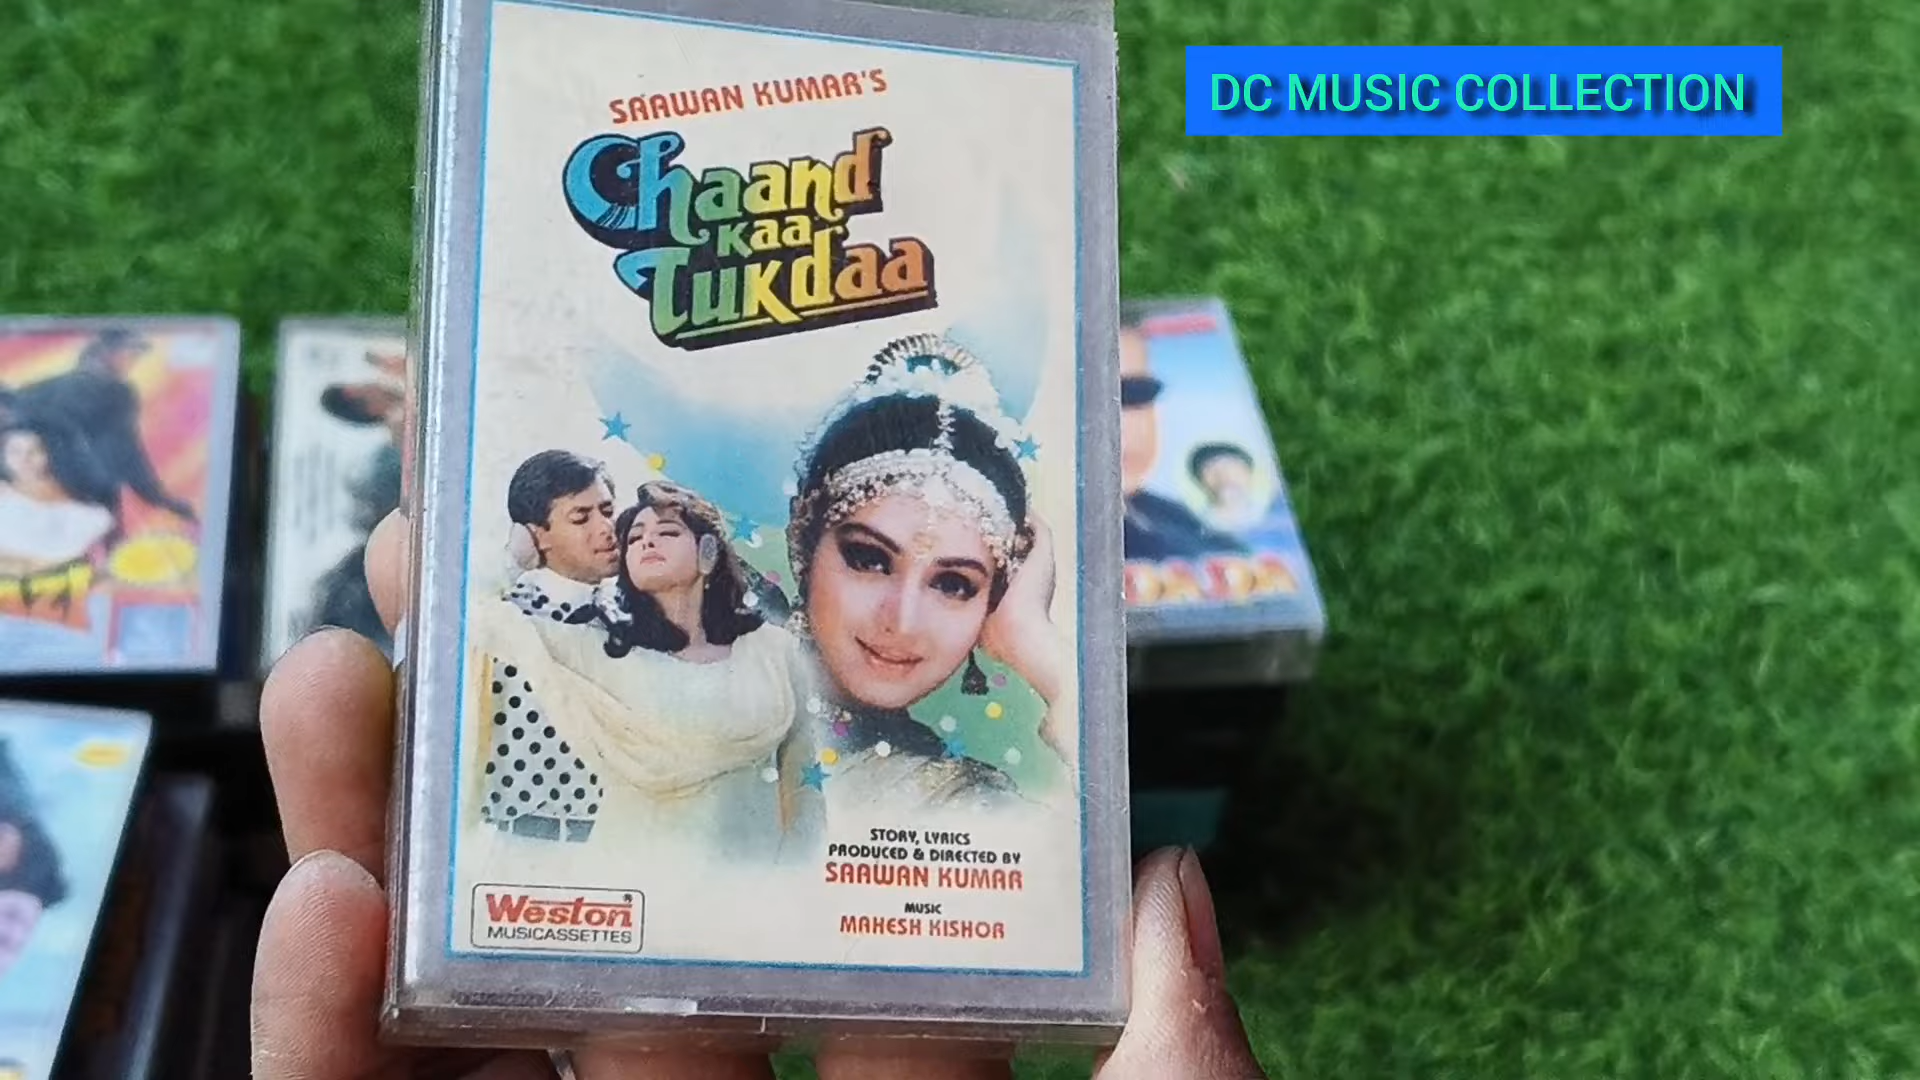 DC MUSIC COLLECTION
SAAWAN KUMAR'S
Chaand
Kaa
Tukdaa
STORY, LYRICS
PRODUCED & DIRECTED BY
SAAWAN KUMAR
MUSIC
MAHESH KISHOR
Weston®
MUSICASSETTES